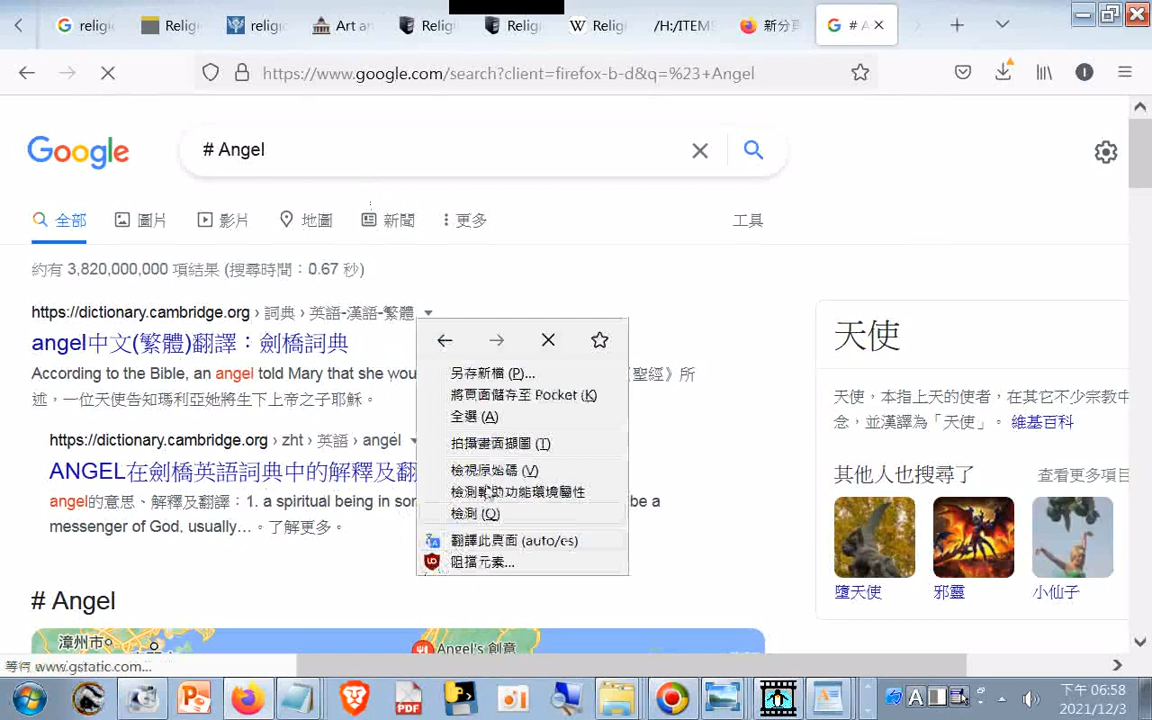 religi
Religi
religi
Art an
Religi
Religi
Religi
/H:/ITEMS
新分頁
# A
https://www.google.com/search?client=firefox-b-d&q=%23+Angel
Google
# Angel
全部
圖片
影片
地圖
新聞
更多
工具
約有 3,820,000,000 項結果 (搜尋時間：0.67 秒)
https://dictionary.cambridge.org › 詞典 › 英語-漢語-繁體
angel中文(繁體)翻譯：劍橋詞典
According to the Bible, an angel told Mary that she wou
《聖經》所
述，一位天使告知瑪利亞她將生下上帝之子耶穌。
https://dictionary.cambridge.org › zht › 英語 › angel
ANGEL在劍橋英語詞典中的解釋及翻
angel的意思、解釋及翻譯：1. a spiritual being in som
be a
messenger of God, usually…。了解更多。
# Angel
漳州市
Angel's 創意
另存新檔 (P)...
將頁面儲存至 Pocket (K)
全選 (A)
拍攝畫面擷圖 (T)
檢視原始碼 (V)
檢測輔助功能環境屬性
檢測 (Q)
翻譯此頁面 (auto/es)
阻擋元素...
天使
天使，本指上天的使者，在其它不少宗教中
念，並漢譯為「天使」。 維基百科
其他人也搜尋了
查看更多項目
墮天使
邪靈
小仙子
等待 www.gstatic.com...
PDF
下午 06:58
2021/12/3